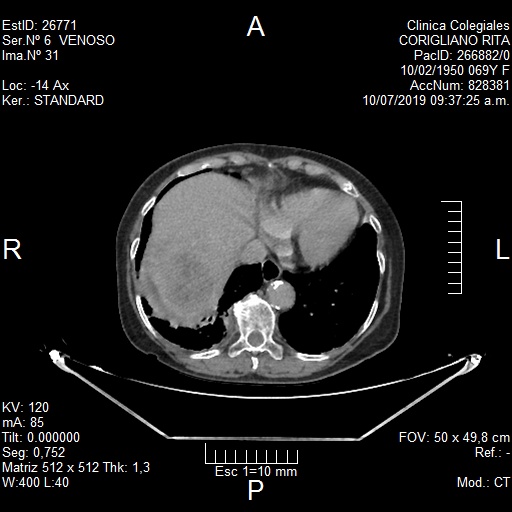 EstID: 26771
Ser.Nº 6 VENOSO
Ima.Nº 31
Loc: -14 Ax
Ker.: STANDARD
A
Clinica Colegiales
CORIGLIANO RITA
PacID: 266882/0
10/02/1950 069Y F
AccNum: 828381
10/07/2019 09:37:25 a.m.
R
L
KV: 120
mA: 85
Tilt: 0.000000
Seg: 0,752
Matriz 512 x 512 Thk: 1,3
W:400 L:40
Esc 1=10 mm
P
FOV: 50 x 49,8 cm
Ref.: -
Mod.: CT